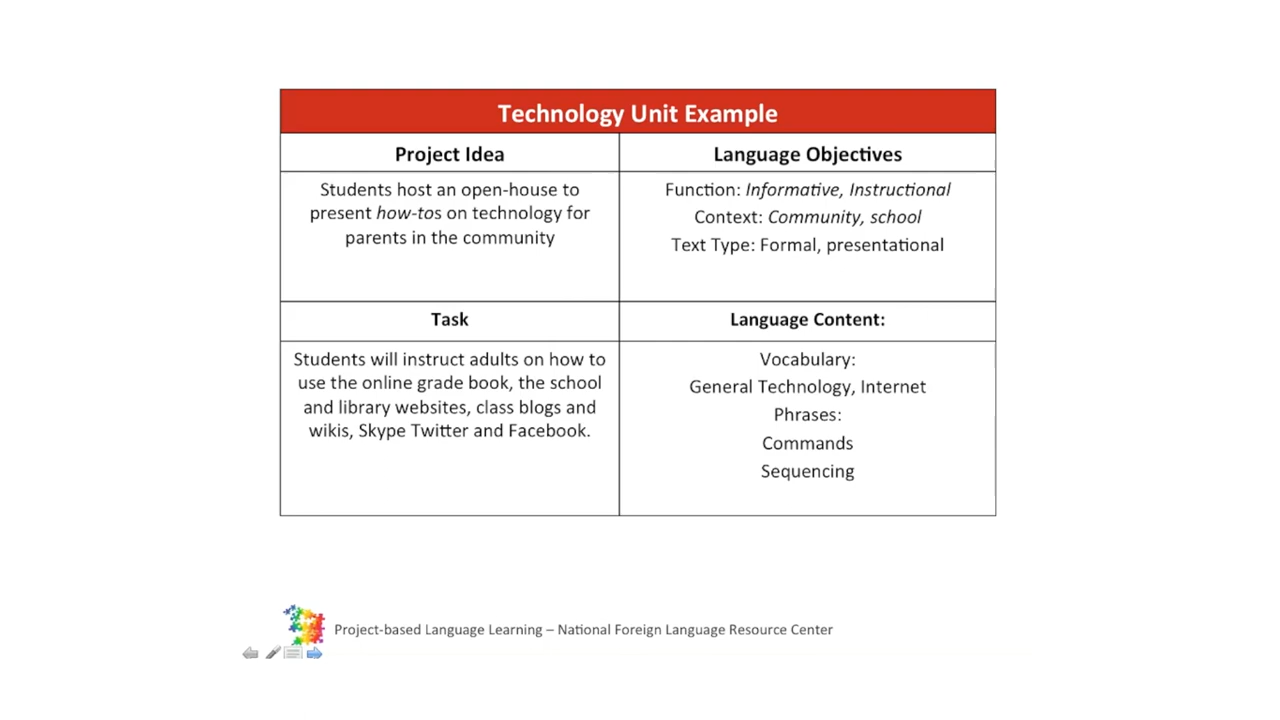 Technology Unit Example
Project Idea
Language Objectives
Students host an open-house to
present how-tos on technology for
parents in the community
Function: Informative, Instructional
Context: Community, school
Text Type: Formal, presentational
Task
Language Content:
Students will instruct adults on how to
use the online grade book, the school
and library websites, class blogs and
wikis, Skype Twitter and Facebook.
Vocabulary:
General Technology, Internet
Phrases:
Commands
Sequencing
Project-based Language Learning – National Foreign Language Resource Center